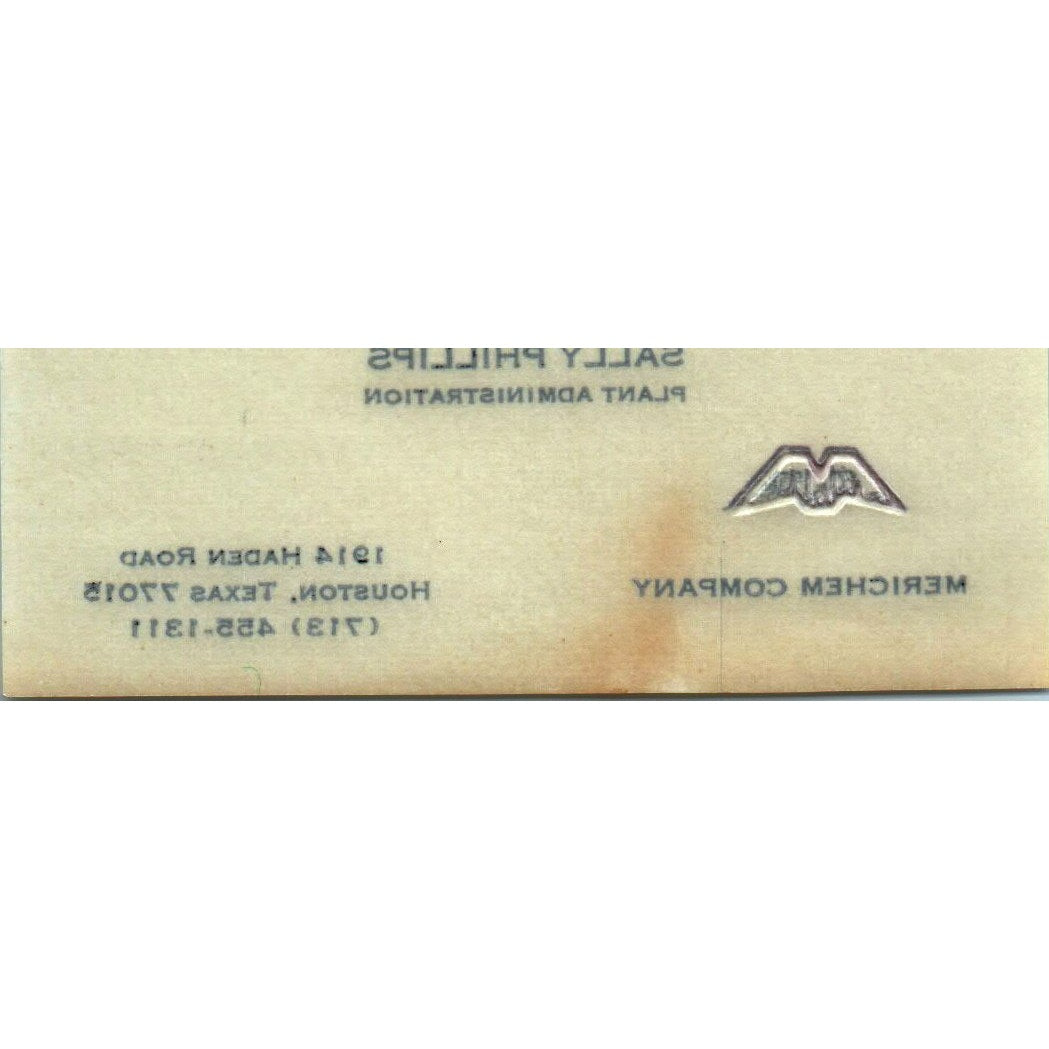 SALLY PHILLIPS
PLANT ADMINISTRATION
MERICHEM COMPANY
1914 HADEN ROAD
HOUSTON, TEXAS 77015
(713) 455-1311